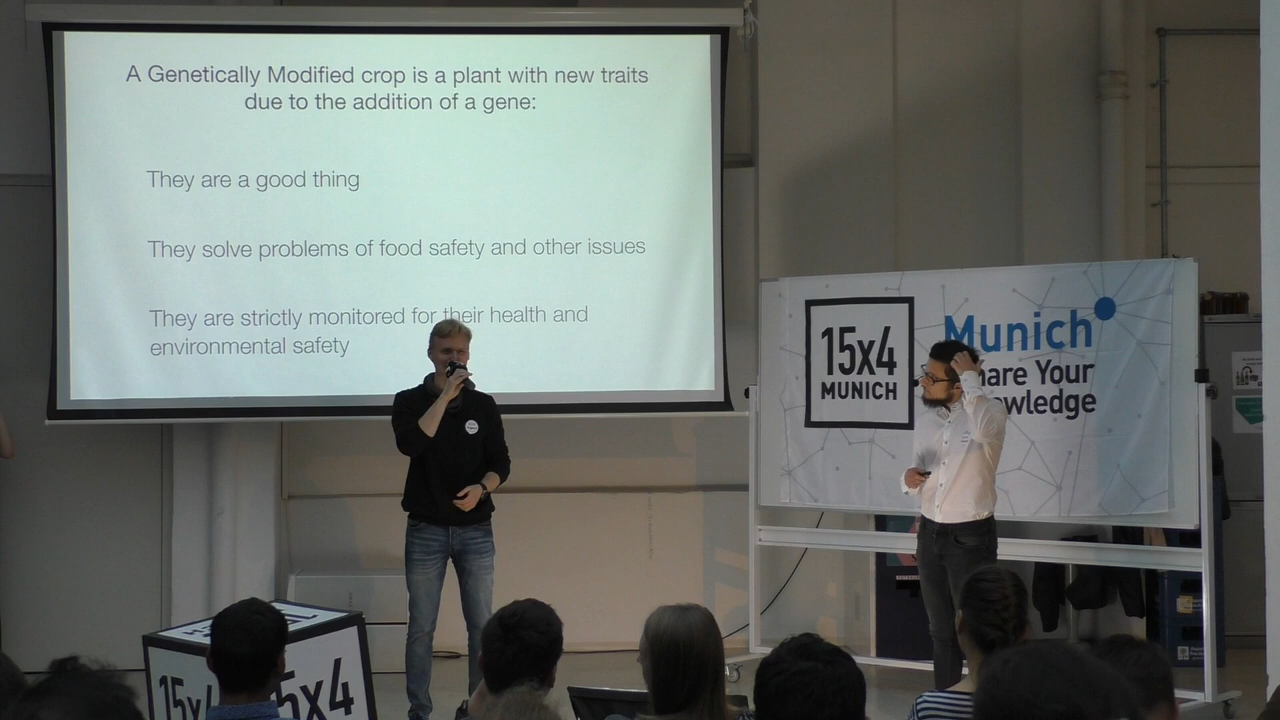 A Genetically Modified crop is a plant with new traits
due to the addition of a gene:
They are a good thing
They solve problems of food safety and other issues
They are strictly monitored for their health and
environmental safety
15x4
MUNICH
Munich
Your
15x4